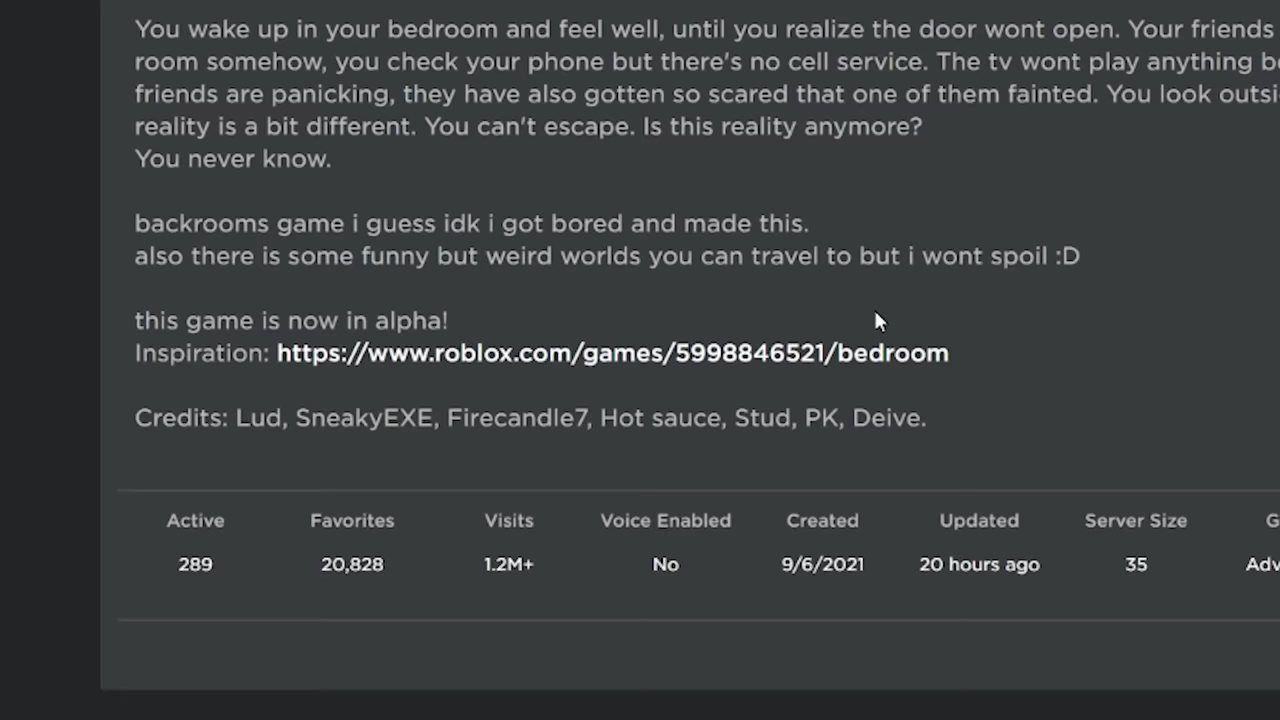 You wake up in your bedroom and feel well, until you realize the door wont open. Your friends
room somehow, you check your phone but there's no cell service. The tv wont play anything
friends are panicking, they have also gotten so scared that one of them fainted. You look
reality is a bit different. You can't escape. Is this reality anymore?
You never know.
backrooms game i guess idk i got bored and made this.
also there is some funny but weird worlds you can travel to but i wont spoil :D
this game is now in alpha!
Inspiration: https://www.roblox.com/games/5998846521/bedroom
Credits: Lud, SneakyEXE, Firecandle7, Hot sauce, Stud, PK, Deive.
Active Favorites Visits Voice Enabled Created Updated Server Size
289 20,828 1.2M+ No 9/6/2021 20 hours ago 35